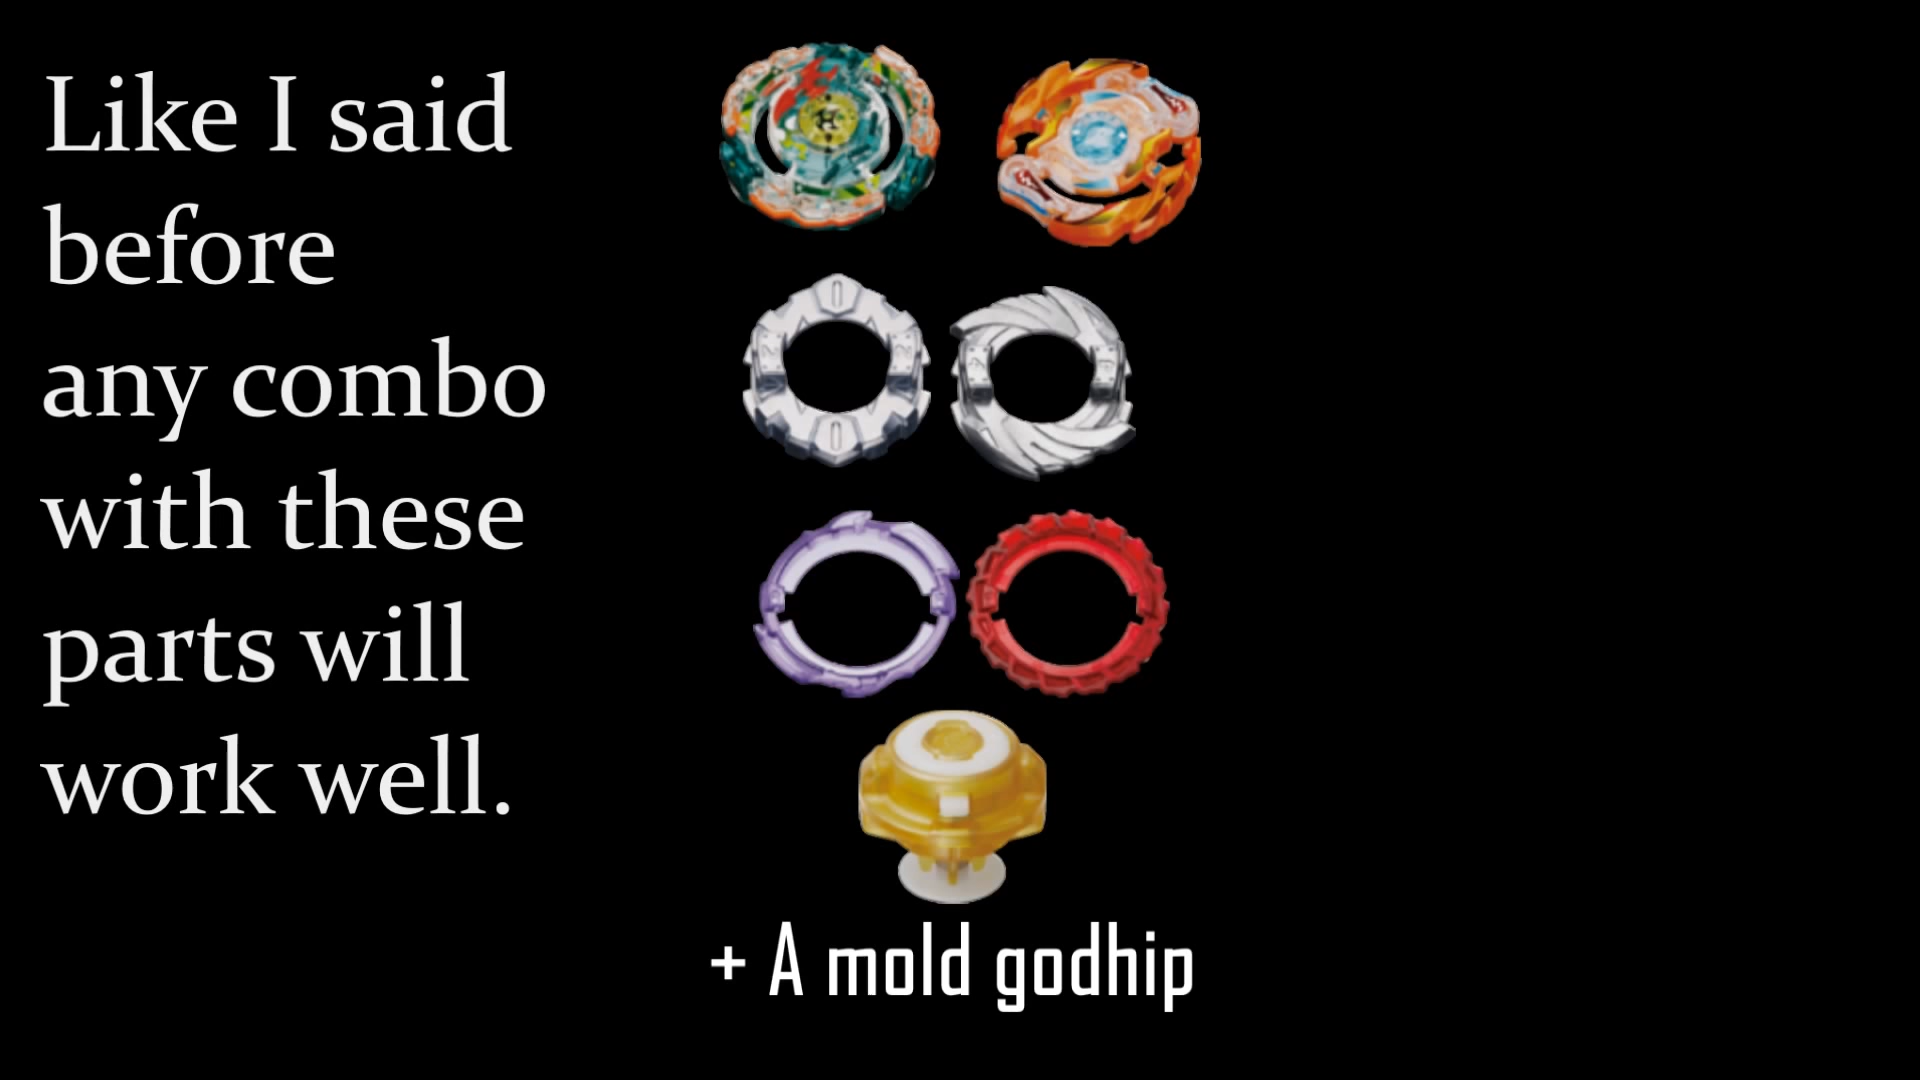 Like I said
before
any combo
with these
parts will
work well.
+ A mold godhip